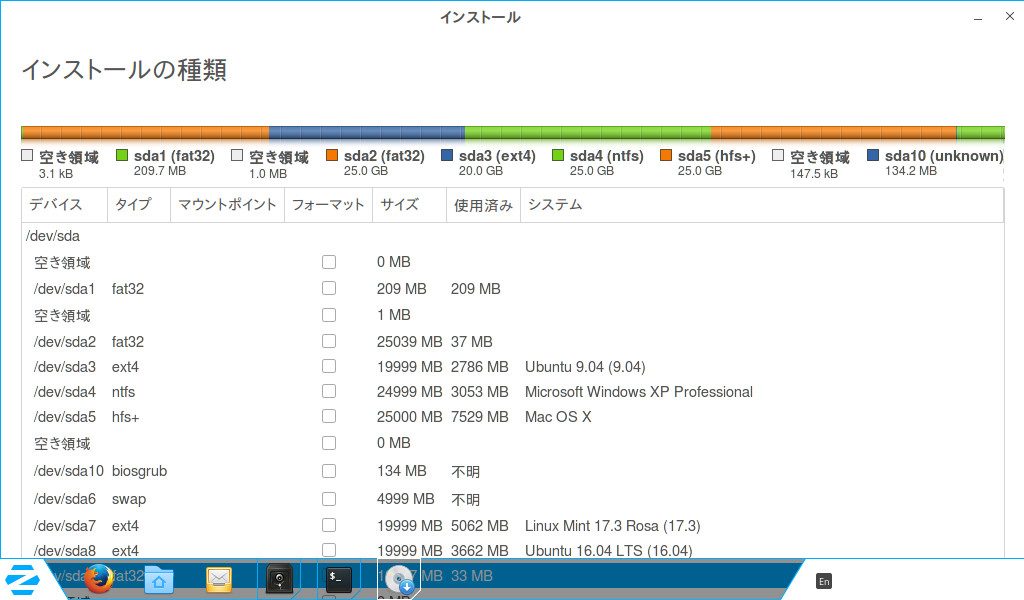 インストール
インストールの種類
空き領域 sda1 (fat32) 空き領域 sda2 (fat32) sda3 (ext4) sda4 (ntfs) sda5 (hfs+) 空き領域 sda10 (unknown)
3.1 kB 209.7 MB 1.0 MB 25.0 GB 20.0 GB 25.0 GB 25.0 GB 147.5 kB 134.2 MB
デバイス タイプ マウントポイント フォーマット サイズ 使用済み システム
/dev/sda
空き領域 0 MB
/dev/sda1 fat32 209 MB 209 MB
空き領域 1 MB
/dev/sda2 fat32 25039 MB 37 MB
/dev/sda3 ext4 19999 MB 2786 MB Ubuntu 9.04 (9.04)
/dev/sda4 ntfs 24999 MB 3053 MB Microsoft Windows XP Professional
/dev/sda5 hfs+ 25000 MB 7529 MB Mac OS X
空き領域 0 MB
/dev/sda10 biosgrub 134 MB 不明
/dev/sda6 swap 4999 MB 不明
/dev/sda7 ext4 19999 MB 5062 MB Linux Mint 17.3 Rosa (17.3)
/dev/sda8 ext4 19999 MB 3662 MB Ubuntu 16.04 LTS (16.04)
fat32 MB 33 MB
En